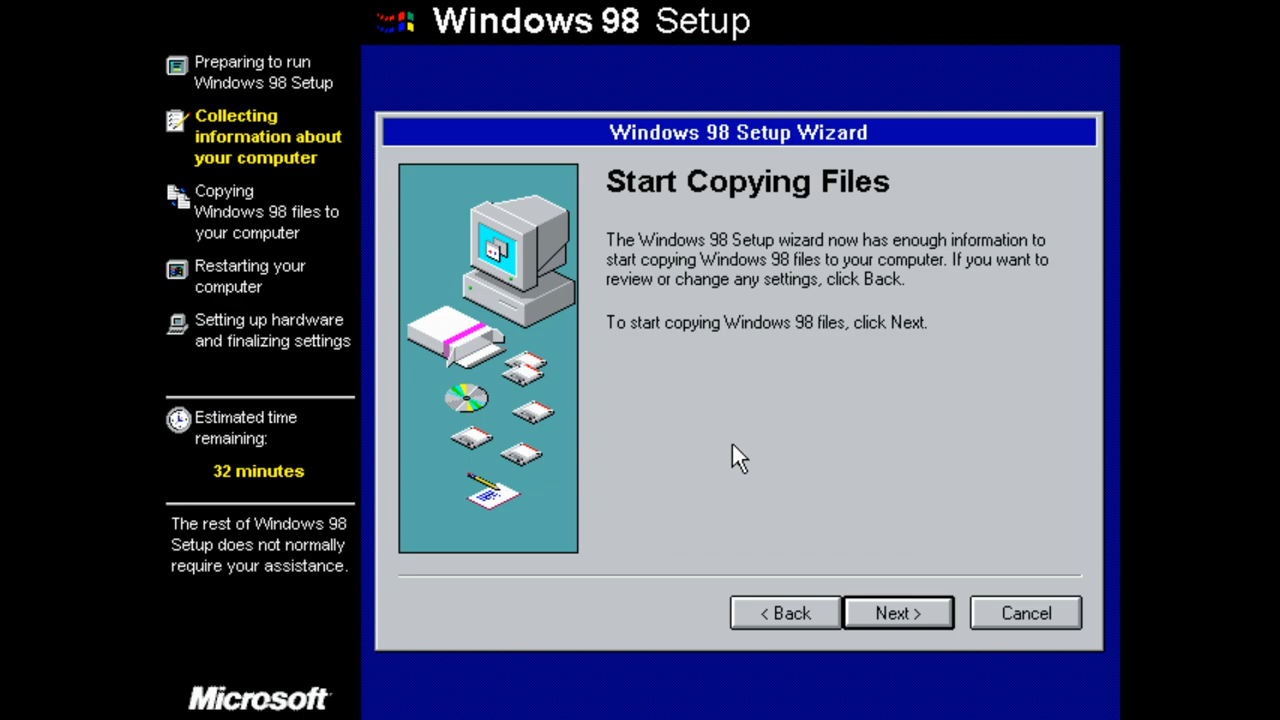 Windows 98 Setup
Preparing to run
Windows 98 Setup
Collecting
information about
your computer
Copying
Windows 98 files to
your computer
Restarting your
computer
Setting up hardware
and finalizing settings
Estimated time
remaining:
32 minutes
The rest of Windows 98
Setup does not normally
require your assistance.
Microsoft
Windows 98 Setup Wizard
Start Copying Files
The Windows 98 Setup wizard now has enough information to
start copying Windows 98 files to your computer. If you want to
review or change any settings, click Back.
To start copying Windows 98 files, click Next.
< Back
Next >
Cancel